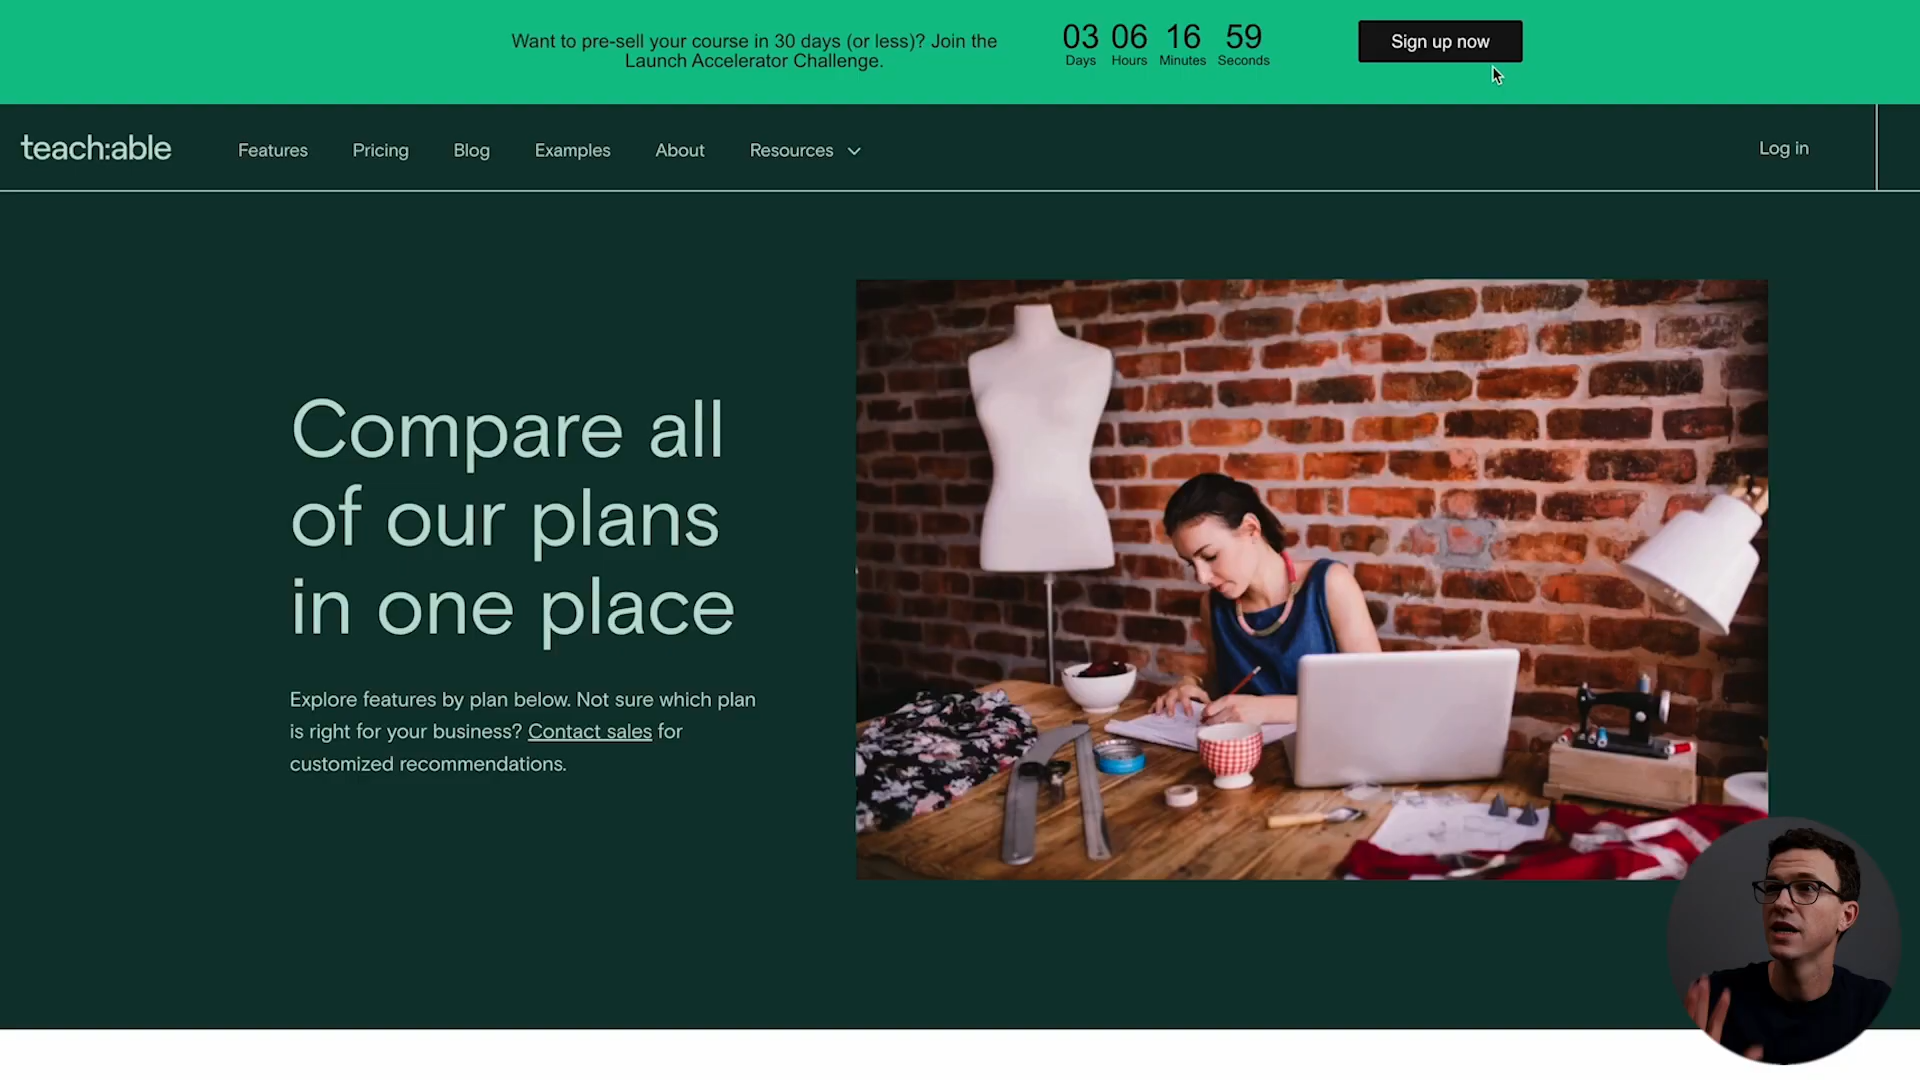 Want to pre-sell your course in 30 days (or less)? Join the
Launch Accelerator Challenge.
03 06 16 59
Days Hours Minutes Seconds
Sign up now
teach:able
Features Pricing Blog Examples About Resources
Log in
Compare all
of our plans
in one place
Explore features by plan below. Not sure which plan
is right for your business? Contact sales for
customized recommendations.